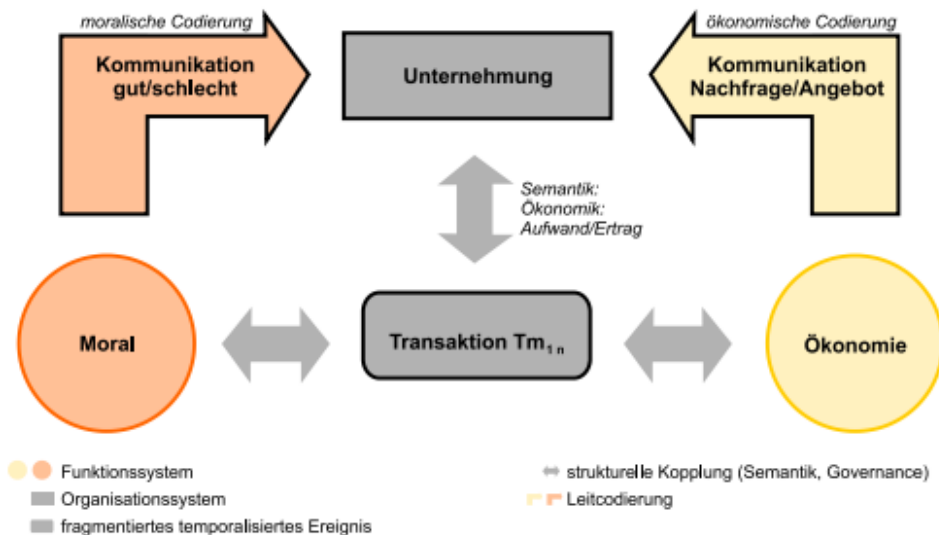 moralische Codierung
ökonomische Codierung
Kommunikation
gut/schlecht
Unternehmung
Kommunikation
Nachfrage/Angebot
Semantik:
Ökonomik:
Aufwand/Ertrag
Moral
Transaktion Tm1 n
Ökonomie
Funktionssystem
Organisationssystem
fragmentiertes temporalisiertes Ereignis
strukturelle Kopplung (Semantik, Governance)
Leitcodierung